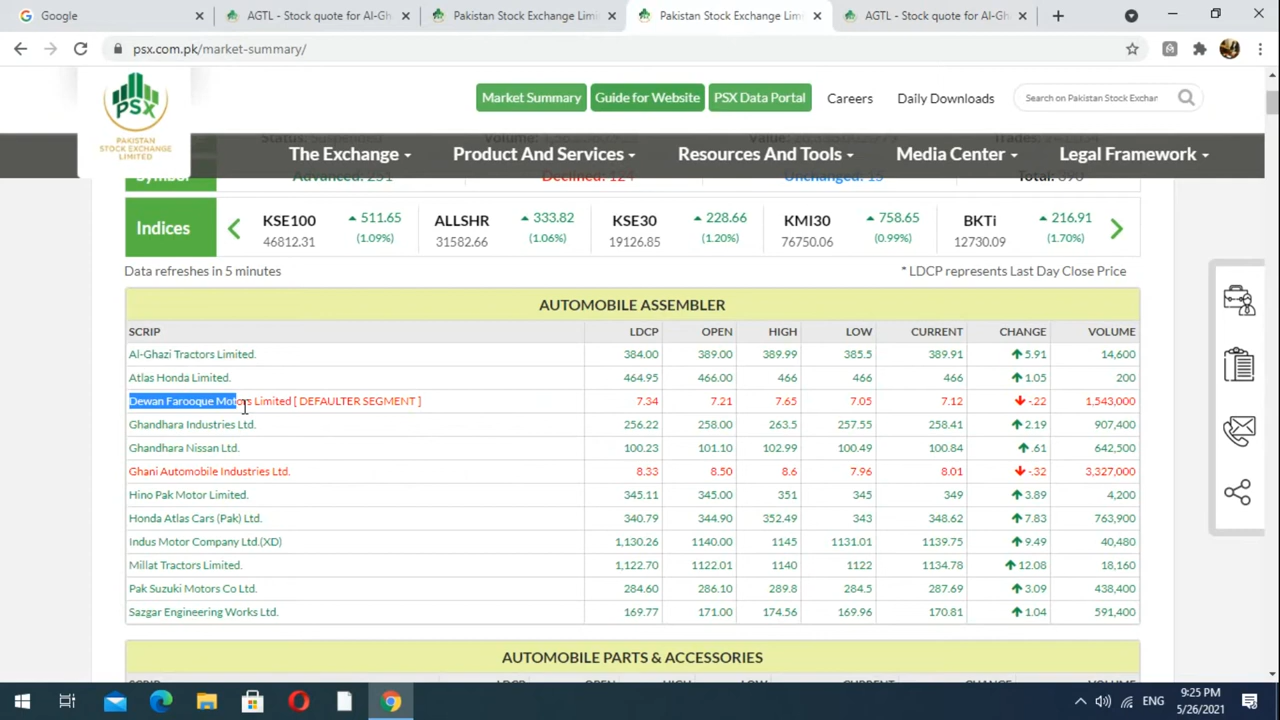 Google
AGTL - Stock quote for Al-Gh
Pakistan Stock Exchange Limi
Pakistan Stock Exchange Lim
AGTL - Stock quote for Al-Gh
psx.com.pk/market-summary/
PSX
PAKISTAN
STOCK EXCHANGE
LIMITED
Market Summary
Guide for Website
PSX Data Portal
Careers
Daily Downloads
Search on Pakistan Stock Exchan
The Exchange
Product And Services
Resources And Tools
Media Center
Legal Framework
Symbol
Advanced: 251
Declined: 124
Unchanged: 15
Total: 390
Indices
KSE100 511.65
46812.31 (1.09%)
ALLSHR 333.82
31582.66 (1.06%)
KSE30 228.66
19126.85 (1.20%)
KMI30 758.65
76750.06 (0.99%)
BKTi 216.91
12730.09 (1.70%)
Data refreshes in 5 minutes
* LDCP represents Last Day Close Price
AUTOMOBILE ASSEMBLER
SCRIP LDCP OPEN HIGH LOW CURRENT CHANGE VOLUME
Al-Ghazi Tractors Limited. 384.00 389.00 389.99 385.5 389.91 5.91 14,600
Atlas Honda Limited. 464.95 466.00 466 466 466 1.05 200
Dewan Farooque Motors Limited [ DEFAULTER SEGMENT ] 7.34 7.21 7.65 7.05 7.12 -.22 1,543,000
Ghandhara Industries Ltd. 256.22 258.00 263.5 257.55 258.41 2.19 907,400
Ghandhara Nissan Ltd. 100.23 101.10 102.99 100.49 100.84 .61 642,500
Ghani Automobile Industries Ltd. 8.33 8.50 8.6 7.96 8.01 -.32 3,327,000
Hino Pak Motor Limited. 345.11 345.00 351 345 349 3.89 4,200
Honda Atlas Cars (Pak) Ltd. 340.79 344.90 352.49 343 348.62 7.83 763,900
Indus Motor Company Ltd.(XD) 1,130.26 1140.00 1145 1131.01 1139.75 9.49 40,480
Millat Tractors Limited. 1,122.70 1122.01 1140 1122 1134.78 12.08 18,160
Pak Suzuki Motors Co Ltd. 284.60 286.10 289.8 284.5 287.69 3.09 438,400
Sazgar Engineering Works Ltd. 169.77 171.00 174.56 169.96 170.81 1.04 591,400
AUTOMOBILE PARTS & ACCESSORIES
ENG
9:25 PM
5/26/2021